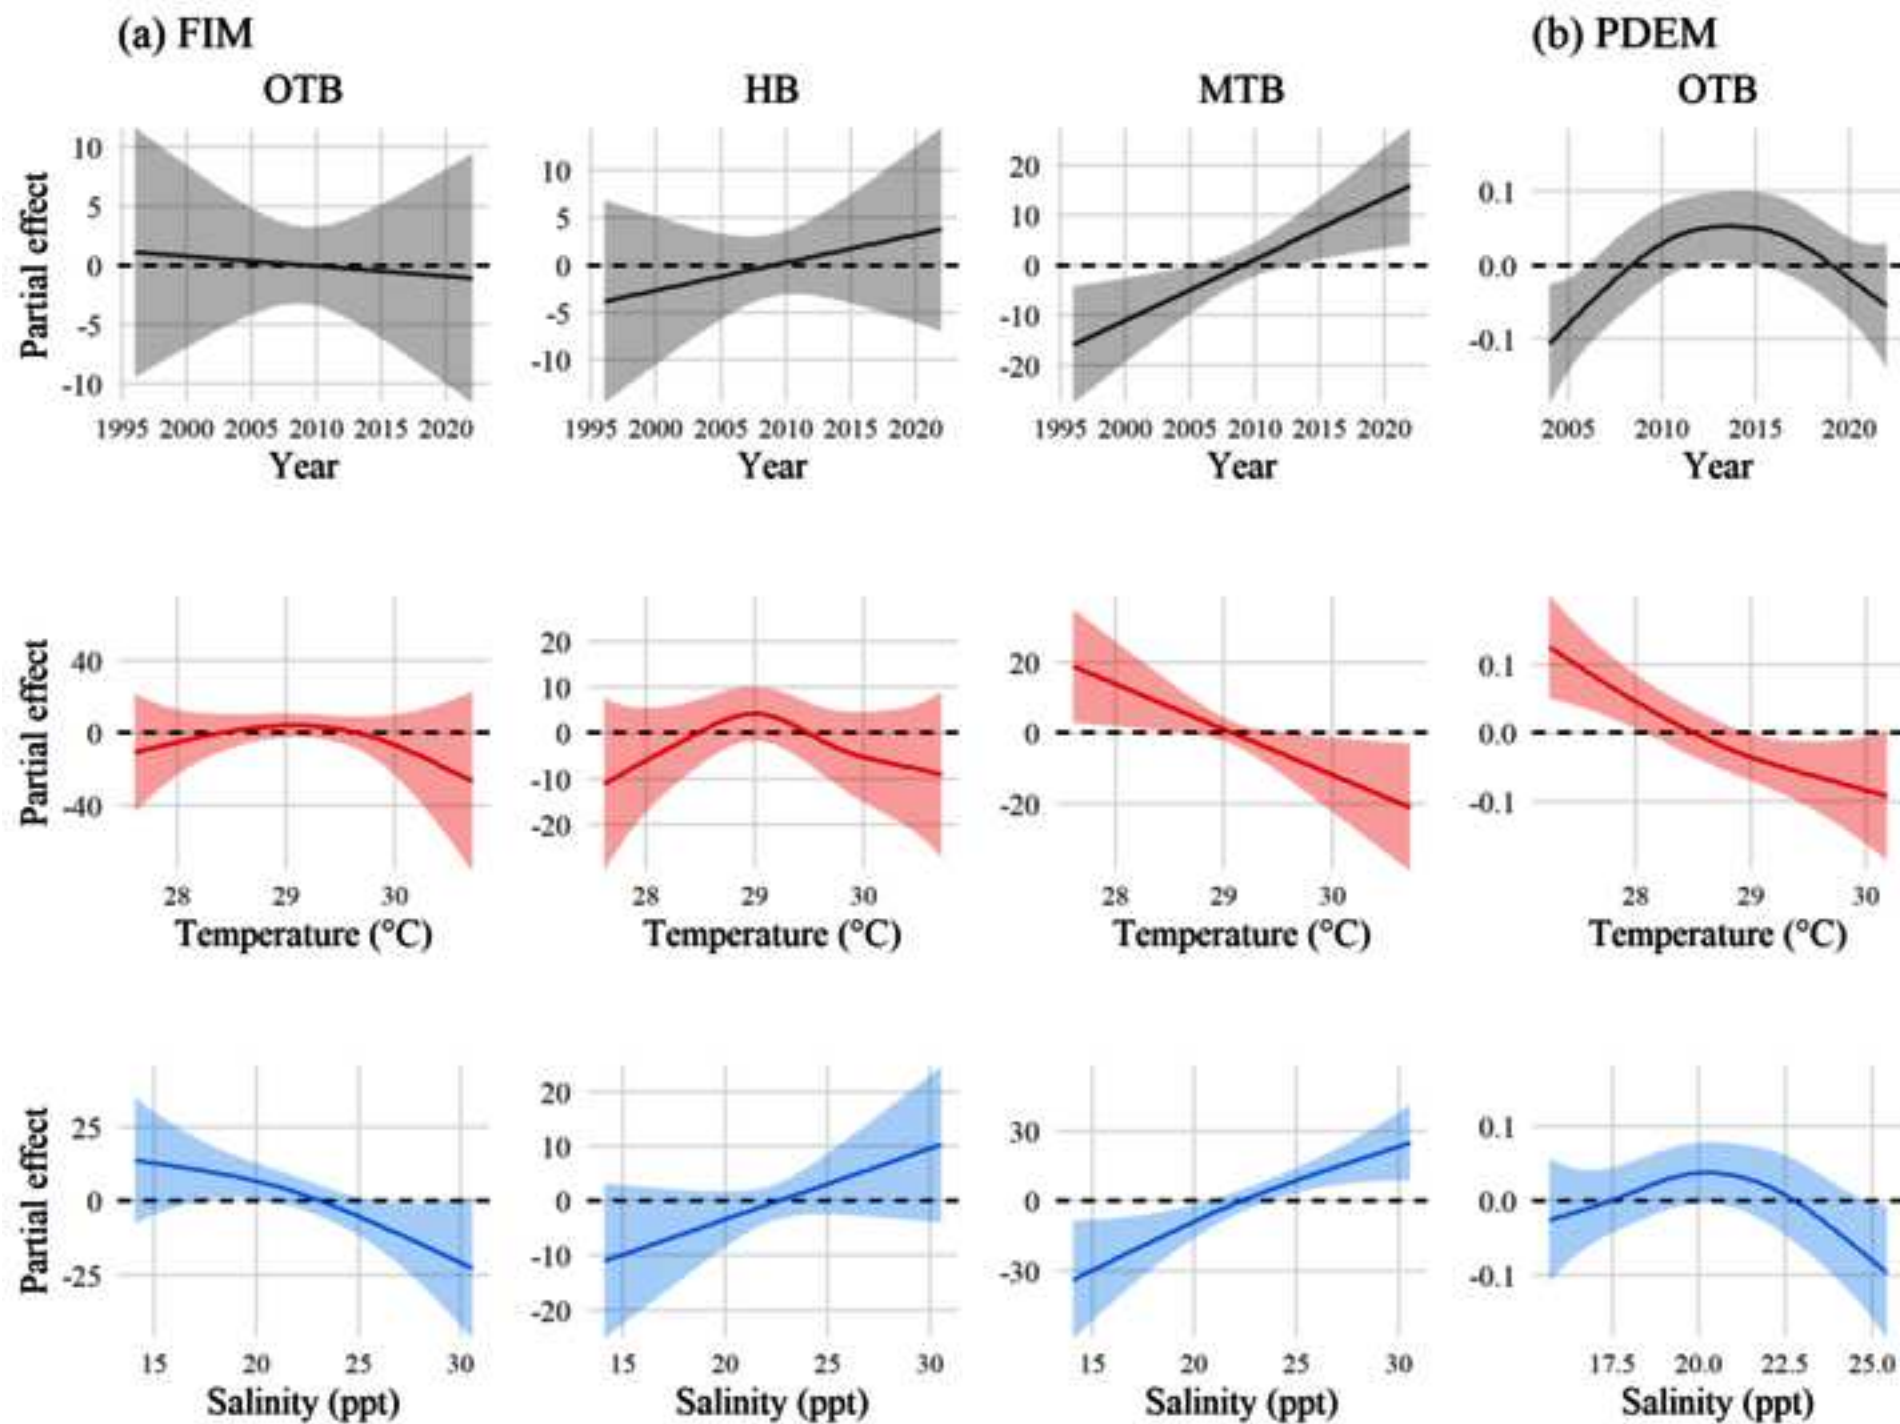 (a) FIM (b) PDEM
OTB HB MTB OTB
Partial effect
10
5
0
-5
-10
1995 2000 2005 2010 2015 2020
Year
10
5
0
-5
-10
1995 2000 2005 2010 2015 2020
Year
20
10
0
-10
-20
1995 2000 2005 2010 2015 2020
Year
0.1
0.0
-0.1
2005 2010 2015 2020
Year
Partial effect
40
0
-40
28 29 30
Temperature (°C)
20
10
0
-10
-20
28 29 30
Temperature (°C)
20
0
-20
28 29 30
Temperature (°C)
0.1
0.0
-0.1
28 29 30
Temperature (°C)
Partial effect
25
0
-25
15 20 25 30
Salinity (ppt)
20
10
0
-10
-20
15 20 25 30
Salinity (ppt)
30
0
-30
15 20 25 30
Salinity (ppt)
0.1
0.0
-0.1
17.5 20.0 22.5 25.0
Salinity (ppt)